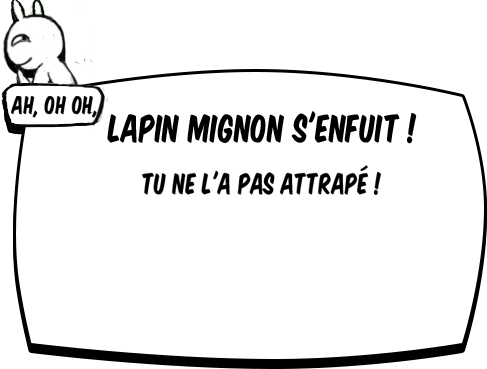 AH, OH OH,
LAPIN MIGNON S'ENFUIT !
TU NE L'A PAS ATTRAPÉ !